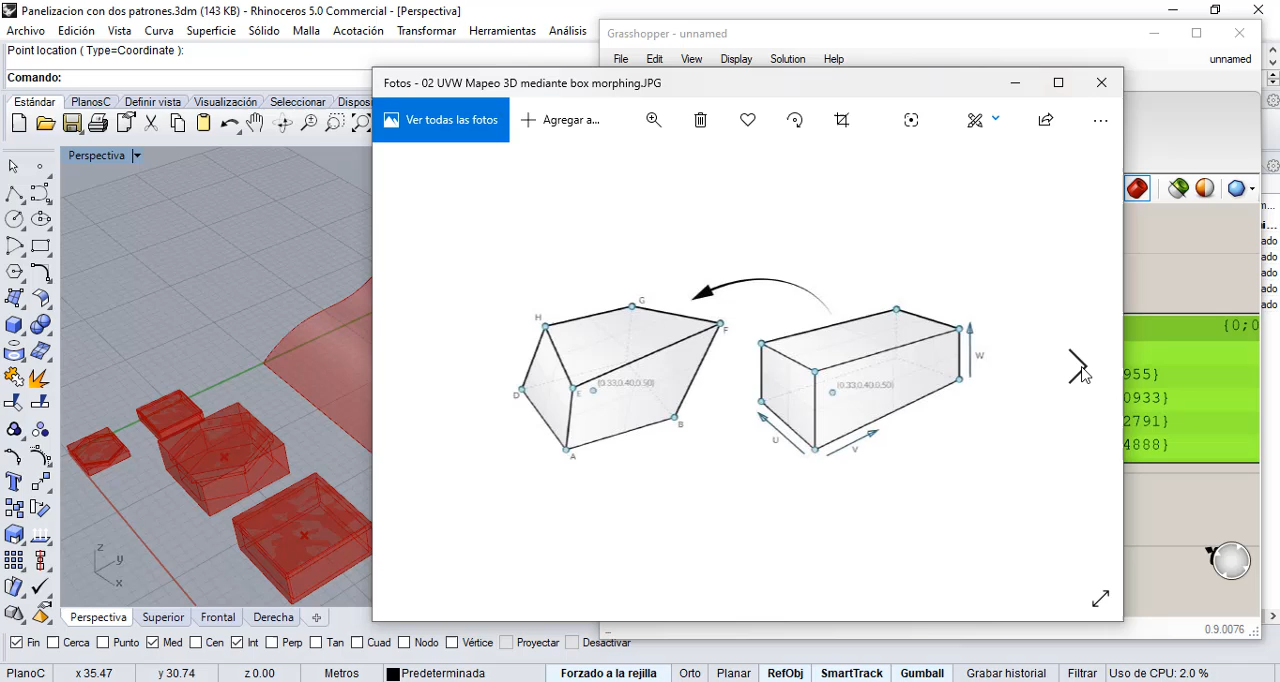 Panelizacion con dos patrones.3dm (143 KB) - Rhinoceros 5.0 Commercial - [Perspectiva]
Archivo Edición Vista Curva Superficie Sólido Malla Acotación Transformar Herramientas Análisis
Point location ( Type=Coordinate ):
Comando:
Estándar PlanosC Definir vista Visualización Seleccionar Dispos
Perspectiva
Grasshopper - unnamed
File Edit View Display Solution Help unnamed
Fotos - 02 UVW Mapeo 3D mediante box morphing.JPG
Ver todas las fotos Agregar a...
G
H
F
(0.33,0.40,0.50)
E
D
B
A
(0.33,0.40,0.50)
W
U
V
{0;0
955}
0933}
2791}
4888}
ado
ado
ado
ado
0.9.0076
z
y
x
Perspectiva Superior Frontal Derecha
Fin Cerca Punto Med Cen Int Perp Tan Cuad Nodo Vértice Proyectar Desactivar
PlanoC x 35.47 y 30.74 z 0.00 Metros Predeterminada Forzado a la rejilla Orto Planar RefObj SmartTrack Gumball Grabar historial Filtrar Uso de CPU: 2.0 %